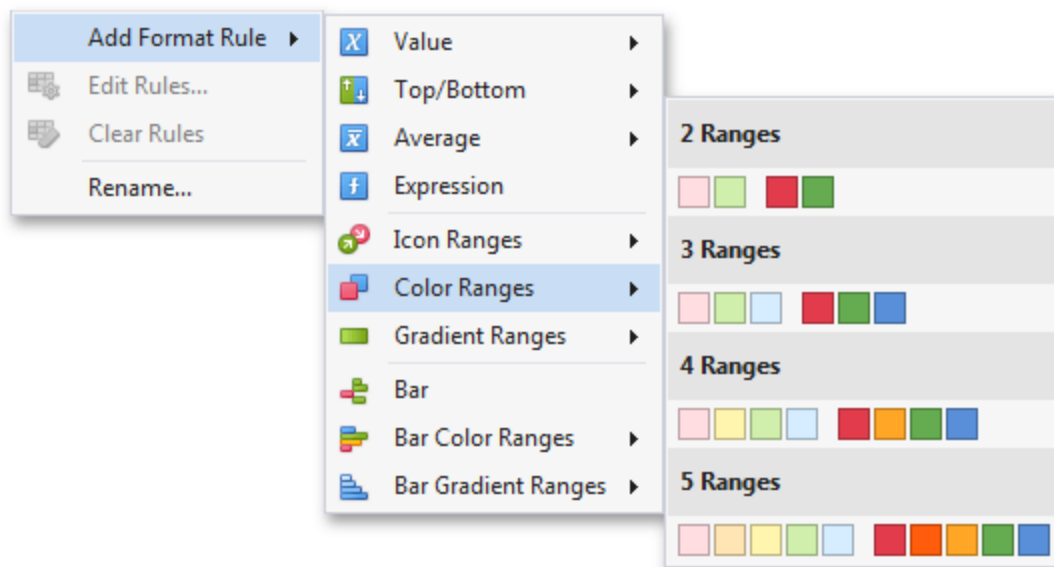 Add Format Rule
Edit Rules...
Clear Rules
Rename...
Value
Top/Bottom
Average
Expression
Icon Ranges
Color Ranges
Gradient Ranges
Bar
Bar Color Ranges
Bar Gradient Ranges
2 Ranges
3 Ranges
4 Ranges
5 Ranges